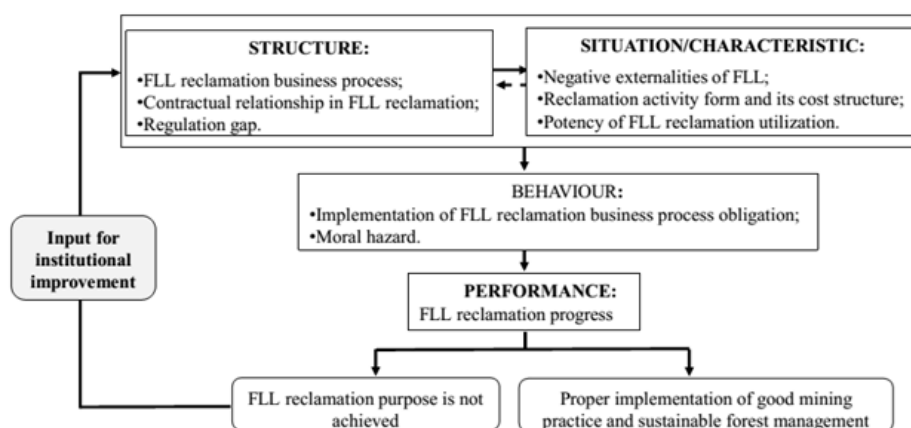 STRUCTURE:
•FLL reclamation business process;
•Contractual relationship in FLL reclamation;
•Regulation gap.
SITUATION/CHARACTERISTIC:
•Negative externalities of FLL;
•Reclamation activity form and its cost structure;
•Potency of FLL reclamation utilization.
BEHAVIOUR:
•Implementation of FLL reclamation business process obligation;
•Moral hazard.
Input for
institutional
improvement
PERFORMANCE:
FLL reclamation progress
FLL reclamation purpose is not
achieved
Proper implementation of good mining
practice and sustainable forest management